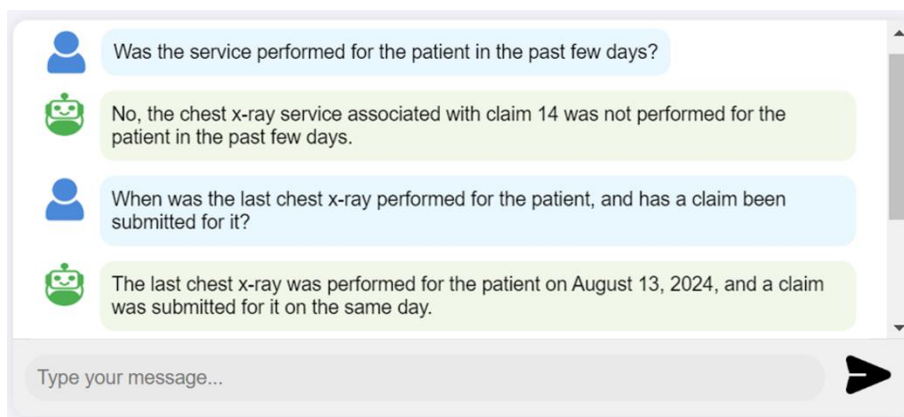 Was the service performed for the patient in the past few days?
No, the chest x-ray service associated with claim 14 was not performed for the
patient in the past few days.
When was the last chest x-ray performed for the patient, and has a claim been
submitted for it?
The last chest x-ray was performed for the patient on August 13, 2024, and a claim
was submitted for it on the same day.
Type your message...